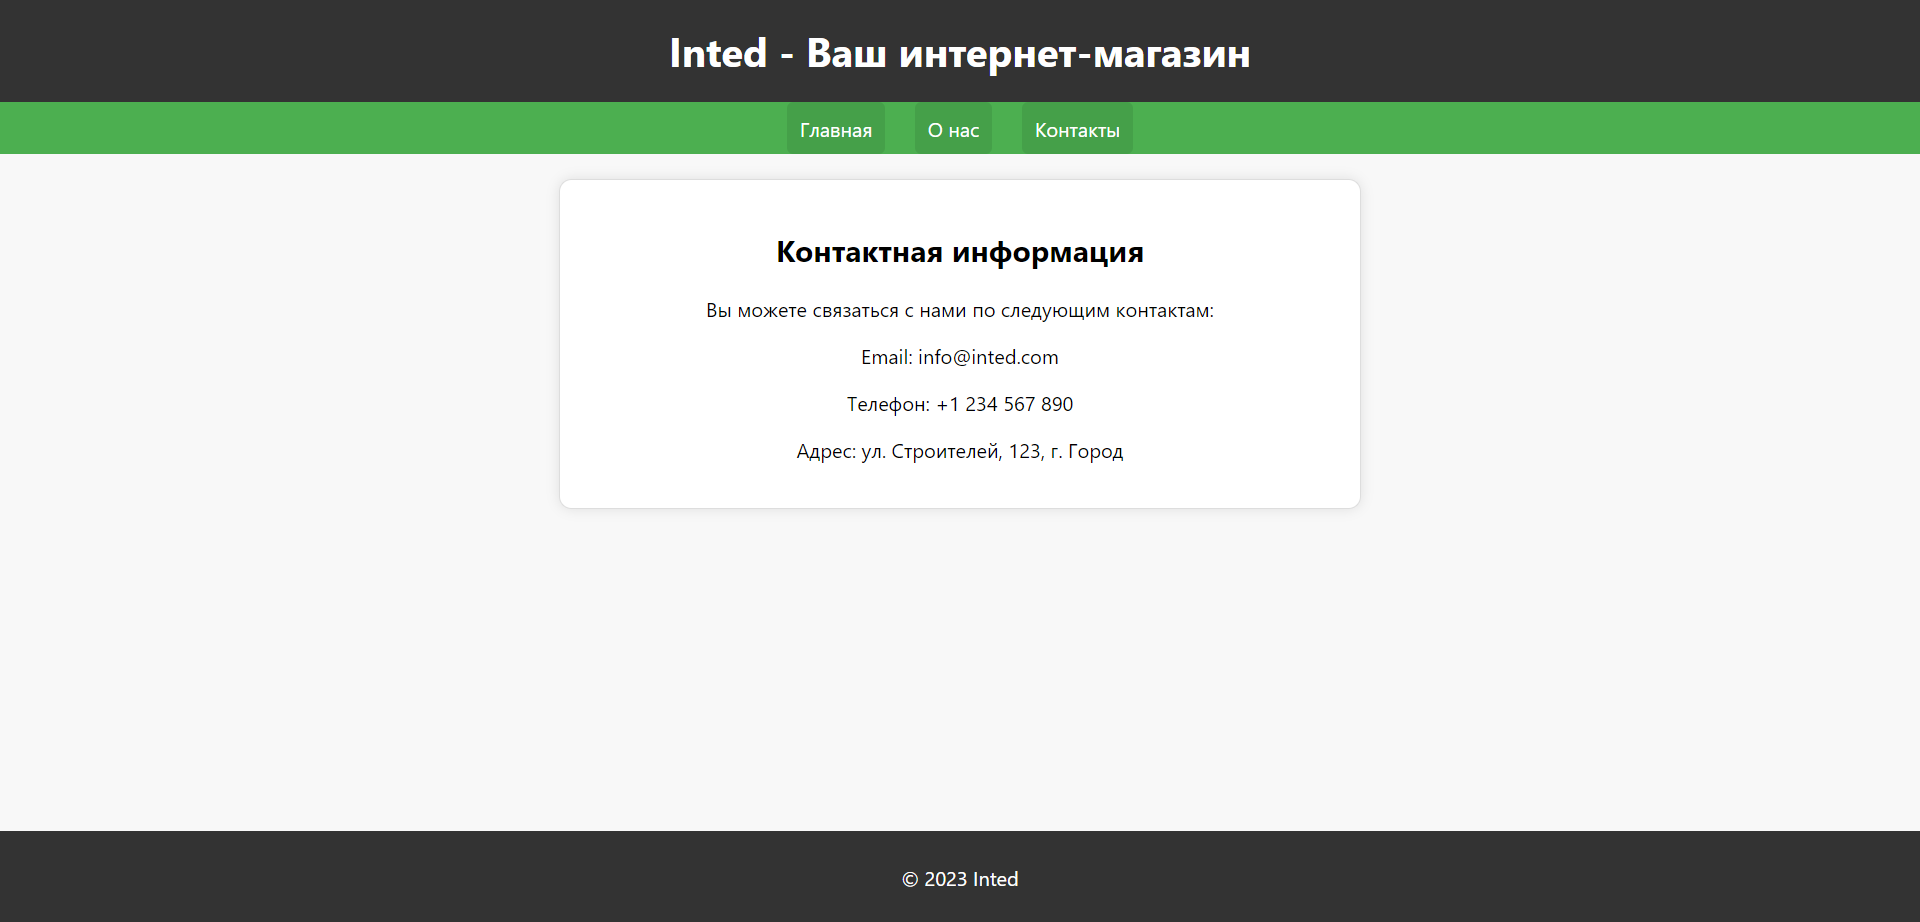 Inted - Ваш интернет-магазин
Главная О нас Контакты
Контактная информация
Вы можете связаться с нами по следующим контактам:
Email: info@inted.com
Телефон: +1 234 567 890
Адрес: ул. Строителей, 123, г. Город
© 2023 Inted